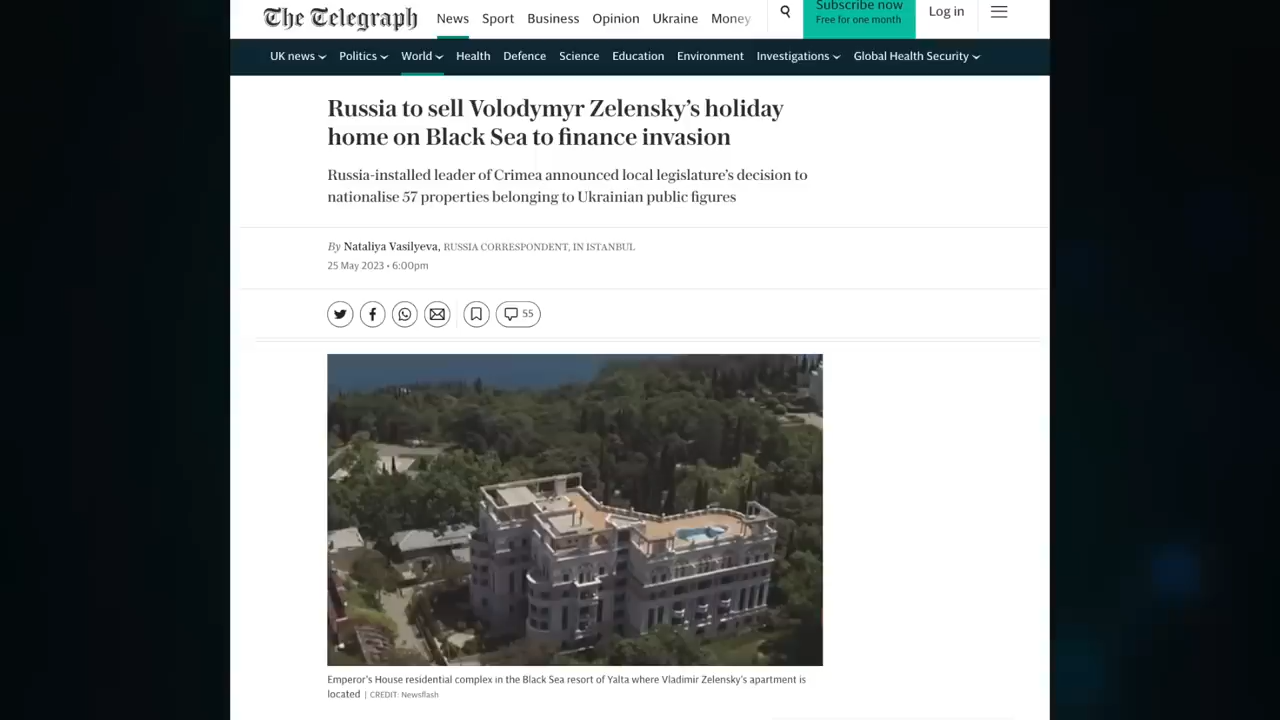 The Telegraph
News Sport Business Opinion Ukraine Money
Subscribe now
Free for one month
Log in
UK news Politics World Health Defence Science Education Environment Investigations Global Health Security
Russia to sell Volodymyr Zelensky’s holiday
home on Black Sea to finance invasion
Russia-installed leader of Crimea announced local legislature’s decision to
nationalise 57 properties belonging to Ukrainian public figures
By Nataliya Vasilyeva, RUSSIA CORRESPONDENT, IN ISTANBUL
25 May 2023 • 6:00pm
55
Emperor’s House residential complex in the Black Sea resort of Yalta where Vladimir Zelensky’s apartment is
located | CREDIT: Newsflash